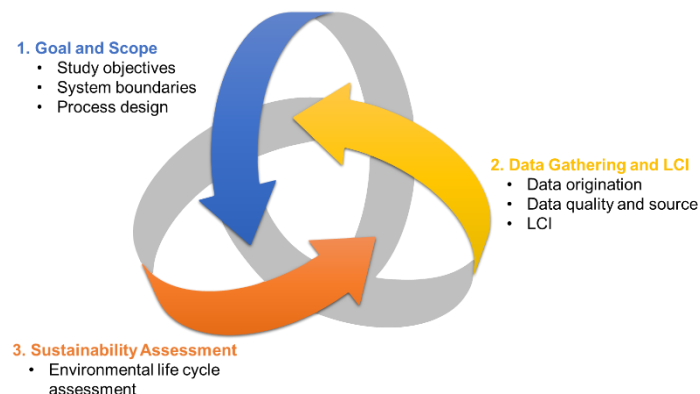 1. Goal and Scope
• Study objectives
• System boundaries
• Process design
2. Data Gathering and LCI
• Data origination
• Data quality and source
• LCI
3. Sustainability Assessment
• Environmental life cycle
assessment